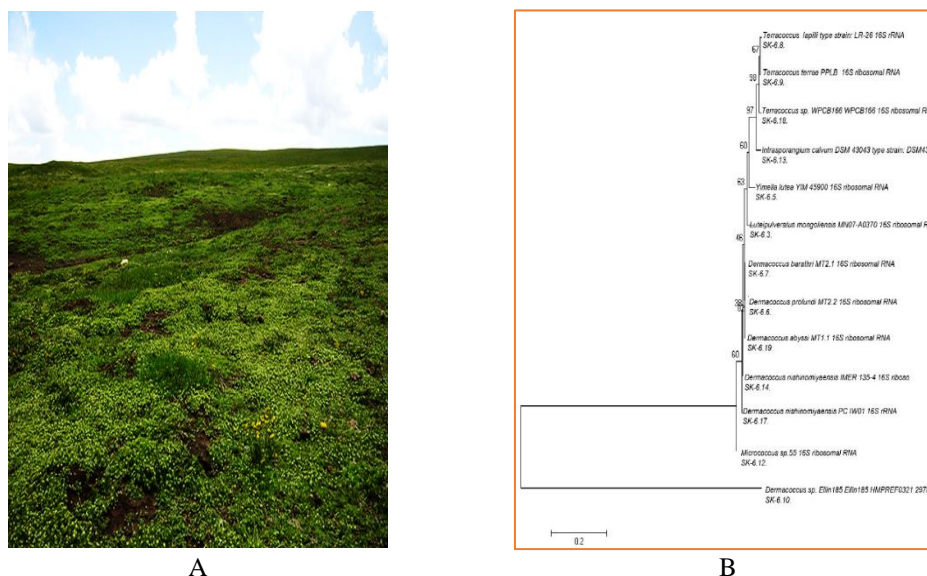 67
Terracoccus lapilli type strain: LR-26 16S rRNA
SK-6.8.
Terracoccus terrae PPLB 16S ribosomal RNA
SK-6.9.
97
Terracoccus sp. WPCB166 WPCB166 16S ribosomal R
SK-6.18.
60
Intrasporangium calvum DSM 43043 type strain: DSM43
SK-6.13.
63
Yimella lutea YIM 45900 16S ribosomal RNA
SK-6.5.
Luteipulveratus mongoliensis MN07-A0370 16S ribosomal R
SK-6.3.
46
Dermacoccus barathri MT2.1 16S ribosomal RNA
SK-6.7.
Dermacoccus profundi MT2.2 16S ribosomal RNA
SK-6.6.
Dermacoccus abyssi MT1.1 16S ribosomal RNA
SK-6.19
60
Dermacoccus nishinomiyaensis IMER 135-4 16S riboso
SK-6.14.
Dermacoccus nishinomiyaensis PC IW01 16S rRNA
SK-6.17.
Micrococcus sp.55 16S ribosomal RNA
SK-6.12.
Dermacoccus sp. Ellin185 Ellin185 HMPREF0321 297
SK-6.10.
0.2
A B